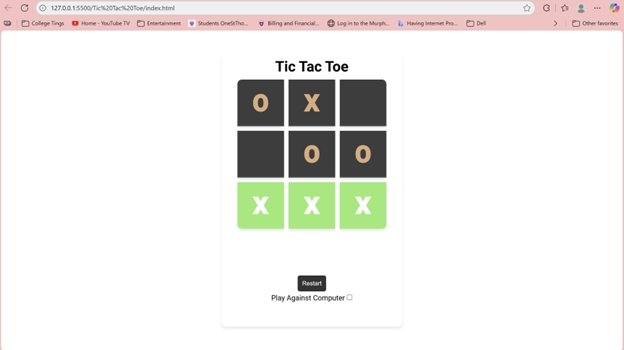 127.0.0.1:5500/Tic%20Tac%20Toe/index.html
College Tings Home - YouTube TV Entertainment Students OneStTho... Billing and Financial... Log in to the Murph... Having Internet Pro... Dell Other favorites
Tic Tac Toe
O X
O O
X X X
Restart
Play Against Computer